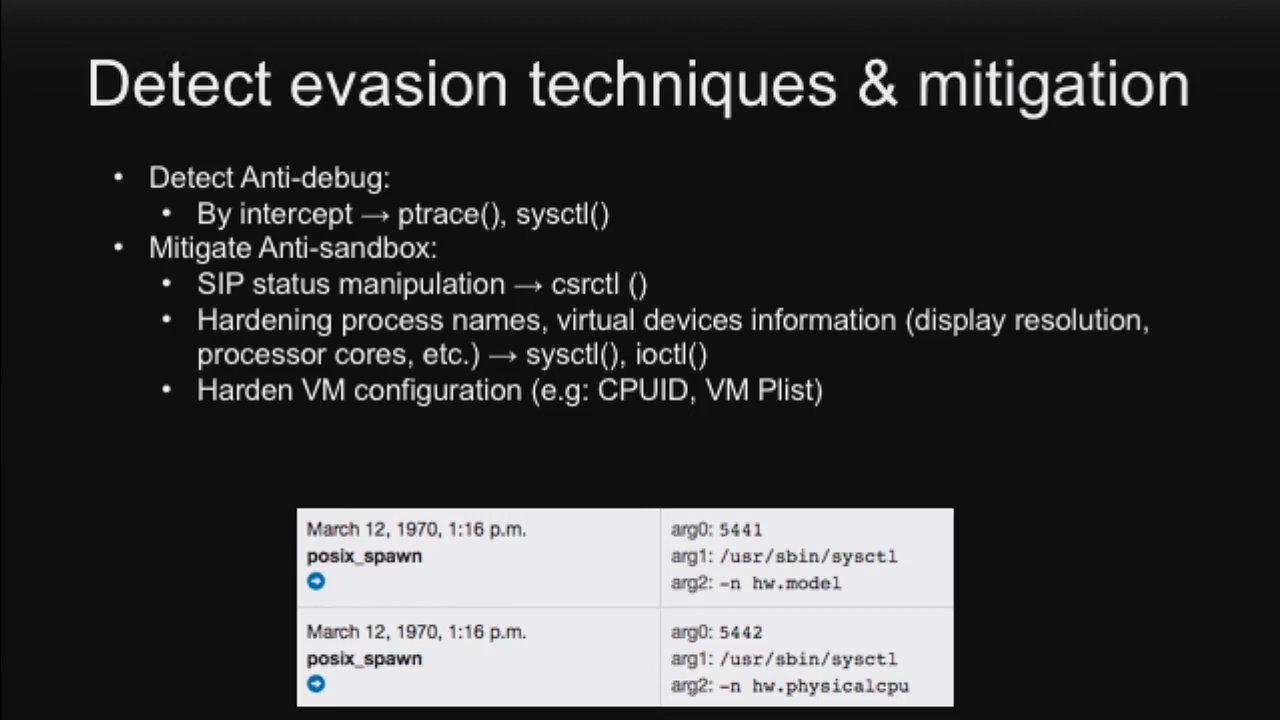 Detect evasion techniques & mitigation
• Detect Anti-debug:
• By intercept → ptrace(), sysctl()
• Mitigate Anti-sandbox:
• SIP status manipulation → csrctl ()
• Hardening process names, virtual devices information (display resolution,
processor cores, etc.) → sysctl(), ioctl()
• Harden VM configuration (e.g: CPUID, VM Plist)
March 12, 1970, 1:16 p.m.
posix_spawn
arg0: 5441
arg1: /usr/sbin/sysctl
arg2: -n hw.model
March 12, 1970, 1:16 p.m.
posix_spawn
arg0: 5442
arg1: /usr/sbin/sysctl
arg2: -n hw.physicalcpu